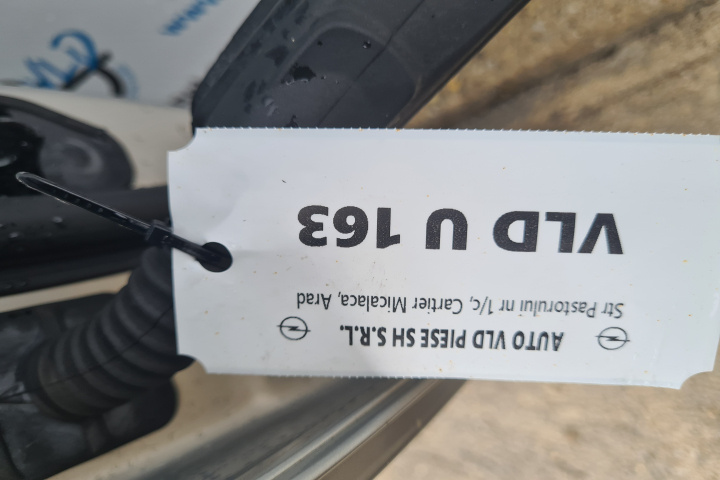 AUTO VLD PIESE SH S.R.L.
Str Pastorului nr 1/c, Cartier Micalaca, Arad
VLD U 163